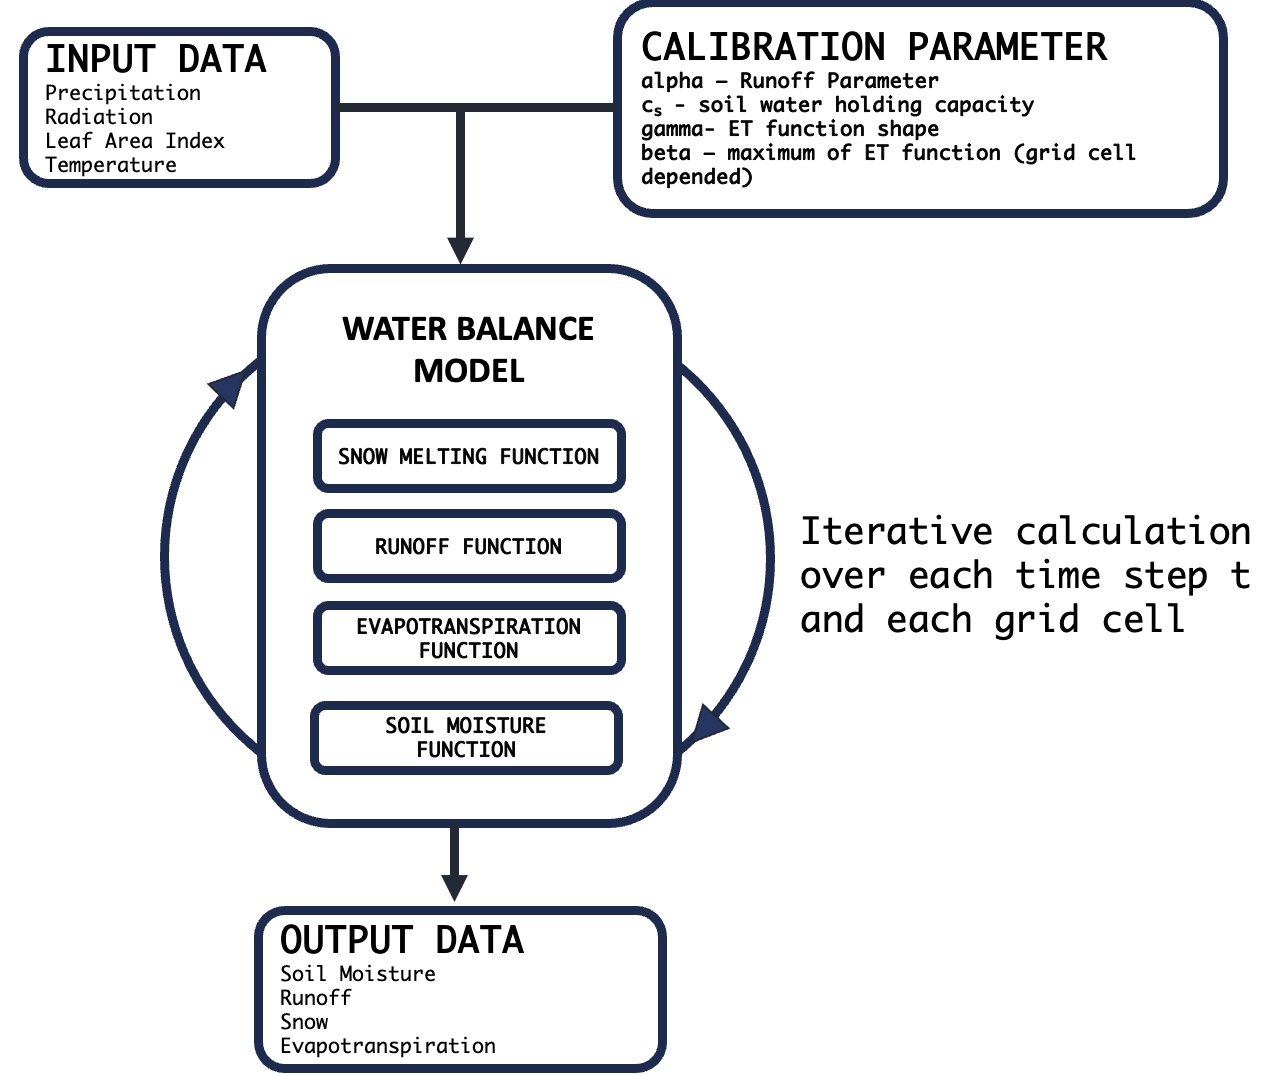 INPUT DATA
Precipitation
Radiation
Leaf Area Index
Temperature
CALIBRATION PARAMETER
alpha – Runoff Parameter
cₛ - soil water holding capacity
gamma- ET function shape
beta – maximum of ET function (grid cell
depended)
WATER BALANCE
MODEL
SNOW MELTING FUNCTION
RUNOFF FUNCTION
EVAPOTRANSPIRATION
FUNCTION
SOIL MOISTURE
FUNCTION
Iterative calculation
over each time step t
and each grid cell
OUTPUT DATA
Soil Moisture
Runoff
Snow
Evapotranspiration